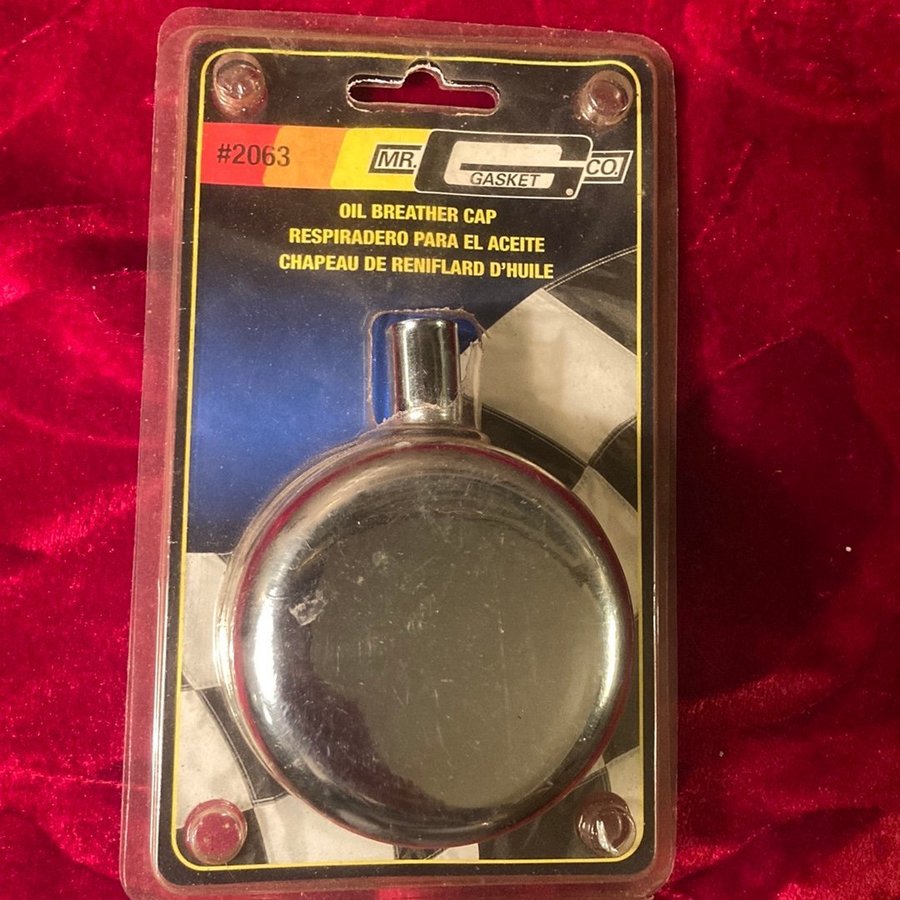 #2063
MR. GASKET CO.
OIL BREATHER CAP
RESPIRADERO PARA EL ACEITE
CHAPEAU DE RENIFLARD D'HUILE